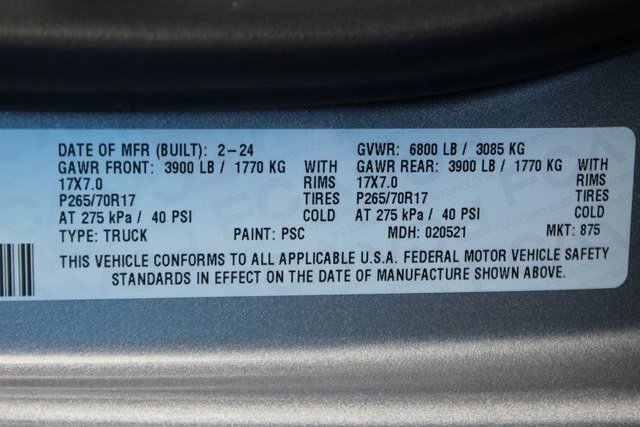 DATE OF MFR (BUILT): 2-24 GVWR: 6800 LB / 3085 KG
GAWR FRONT: 3900 LB / 1770 KG WITH GAWR REAR: 3900 LB / 1770 KG WITH
17X7.0 RIMS 17X7.0 RIMS
P265/70R17 TIRES P265/70R17 TIRES
AT 275 kPa / 40 PSI COLD AT 275 kPa / 40 PSI COLD
TYPE: TRUCK PAINT: PSC MDH: 020521 MKT: 875
THIS VEHICLE CONFORMS TO ALL APPLICABLE U.S.A. FEDERAL MOTOR VEHICLE SAFETY
STANDARDS IN EFFECT ON THE DATE OF MANUFACTURE SHOWN ABOVE.